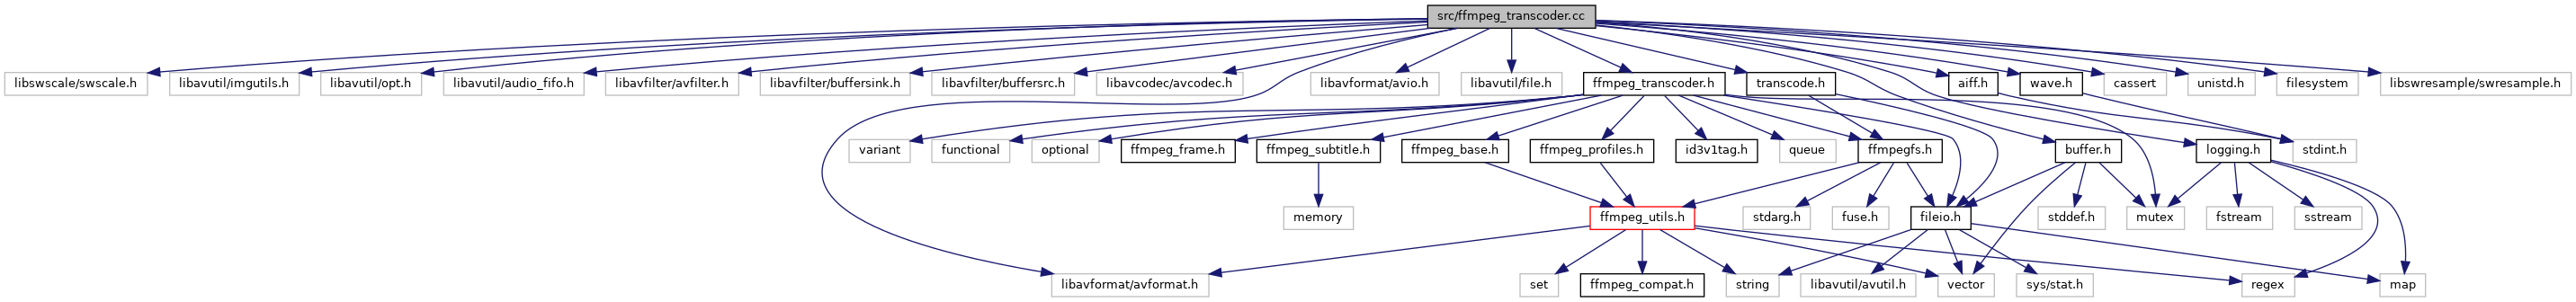 src/ffmpeg_transcoder.cc
libswscale/swscale.h
libavutil/imgutils.h
libavutil/opt.h
libavutil/audio_fifo.h
libavfilter/avfilter.h
libavfilter/buffersink.h
libavfilter/buffersrc.h
libavcodec/avcodec.h
libavformat/avio.h
libavutil/file.h
ffmpeg_transcoder.h
transcode.h
aiff.h
wave.h
cassert
unistd.h
filesystem
libswresample/swresample.h
variant
functional
optional
ffmpeg_frame.h
ffmpeg_subtitle.h
ffmpeg_base.h
ffmpeg_profiles.h
id3v1tag.h
queue
ffmpegfs.h
buffer.h
logging.h
stdint.h
memory
ffmpeg_utils.h
stdarg.h
fuse.h
fileio.h
stddef.h
mutex
fstream
sstream
libavformat/avformat.h
set
ffmpeg_compat.h
string
libavutil/avutil.h
vector
sys/stat.h
regex
map